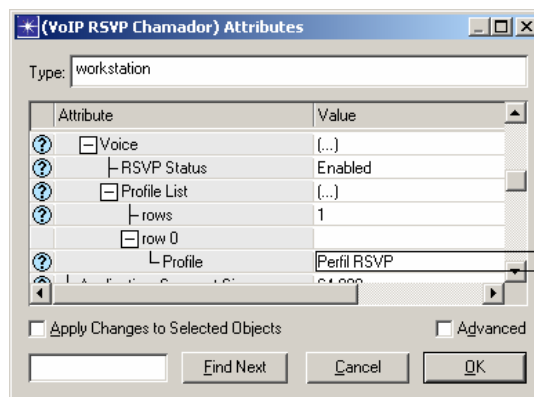 (VoIP RSVP Chamador) Attributes
Type: workstation
Attribute Value
Voice (...)
RSVP Status Enabled
Profile List (...)
rows 1
row 0
Profile Perfil RSVP
Apply Changes to Selected Objects Advanced
Find Next Cancel OK